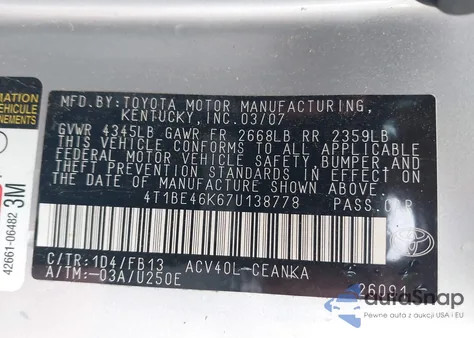 MFD.BY:TOYOTA MOTOR MANUFACTURING,
KENTUCKY, INC.03/07
GVWR 4345LB GAWR FR 2668LB RR 2359LB
THIS VEHICLE CONFORMS TO ALL APPLICABLE
FEDERAL MOTOR VEHICLE SAFETY, BUMPER AND
THEFT PREVENTION STANDARDS IN EFFECT ON
THE DATE OF MANUFACTURE SHOWN ABOVE.
4T1BE46K67U138778 PASS.CAR
C/TR:1D4/FB13 ACV40L-CEANKA
A/TM:-03A/U250E
26091
MATION
VEHICULE
NEMENTS
3M
42661-06482
autoSnap
Pewne auta z aukcji USA i EU